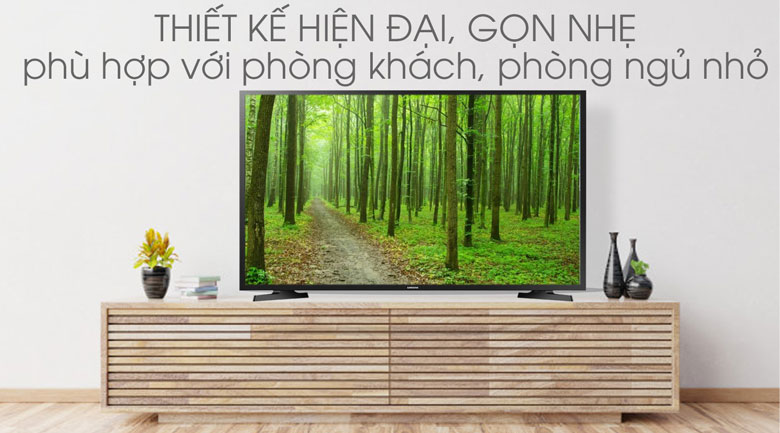 THIẾT KẾ HIỆN ĐẠI, GỌN NHẸ
phù hợp với phòng khách, phòng ngủ nhỏ
SAMSUNG